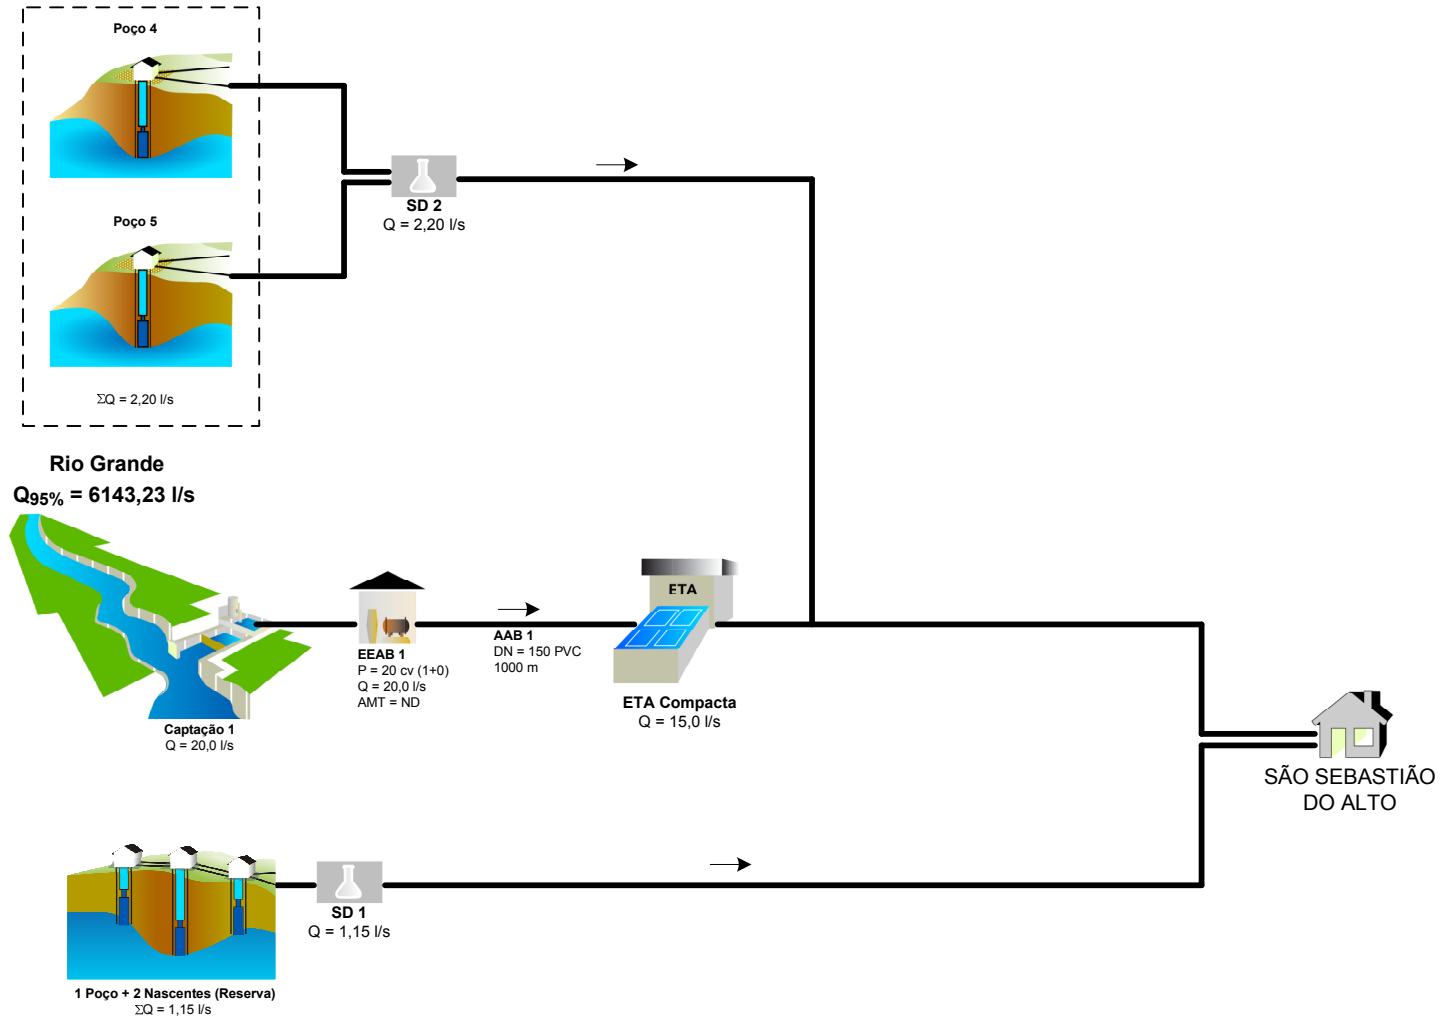 Poço 4
Poço 5
ΣQ = 2,20 l/s
SD 2
Q = 2,20 l/s
Rio Grande
Q95% = 6143,23 l/s
Captação 1
Q = 20,0 l/s
EEAB 1
P = 20 cv (1+0)
Q = 20,0 l/s
AMT = ND
AAB 1
DN = 150 PVC
1000 m
ETA
ETA Compacta
Q = 15,0 l/s
SÃO SEBASTIÃO
DO ALTO
1 Poço + 2 Nascentes (Reserva)
ΣQ = 1,15 l/s
SD 1
Q = 1,15 l/s